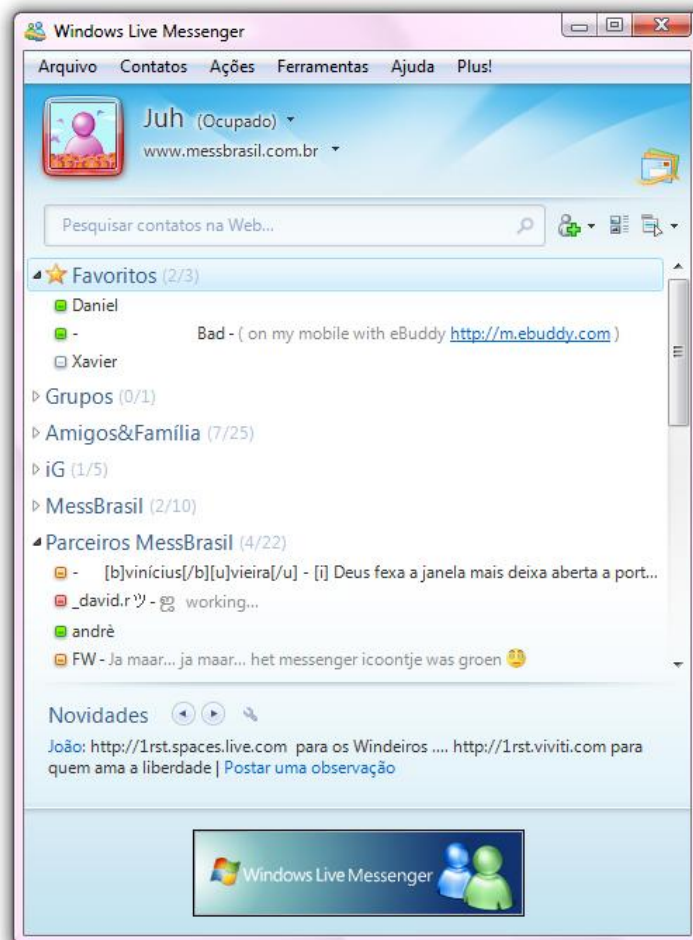 Windows Live Messenger
Arquivo Contatos Ações Ferramentas Ajuda Plus!
Juh (Ocupado)
www.messbrasil.com.br
Pesquisar contatos na Web...
Favoritos (2/3)
Daniel
- Bad - ( on my mobile with eBuddy http://m.ebuddy.com )
Xavier
Grupos (0/1)
Amigos&Família (7/25)
iG (1/5)
MessBrasil (2/10)
Parceiros MessBrasil (4/22)
- [b]vinícius[/b][u]vieira[/u] - [i] Deus fexa a janela mais deixa aberta a port...
_david.r ツ - ஐ working...
andrè
FW - Ja maar... ja maar... het messenger icoontje was groen
Novidades
João: http://1rst.spaces.live.com para os Windeiros .... http://1rst.viviti.com para
quem ama a liberdade | Postar uma observação
Windows Live Messenger